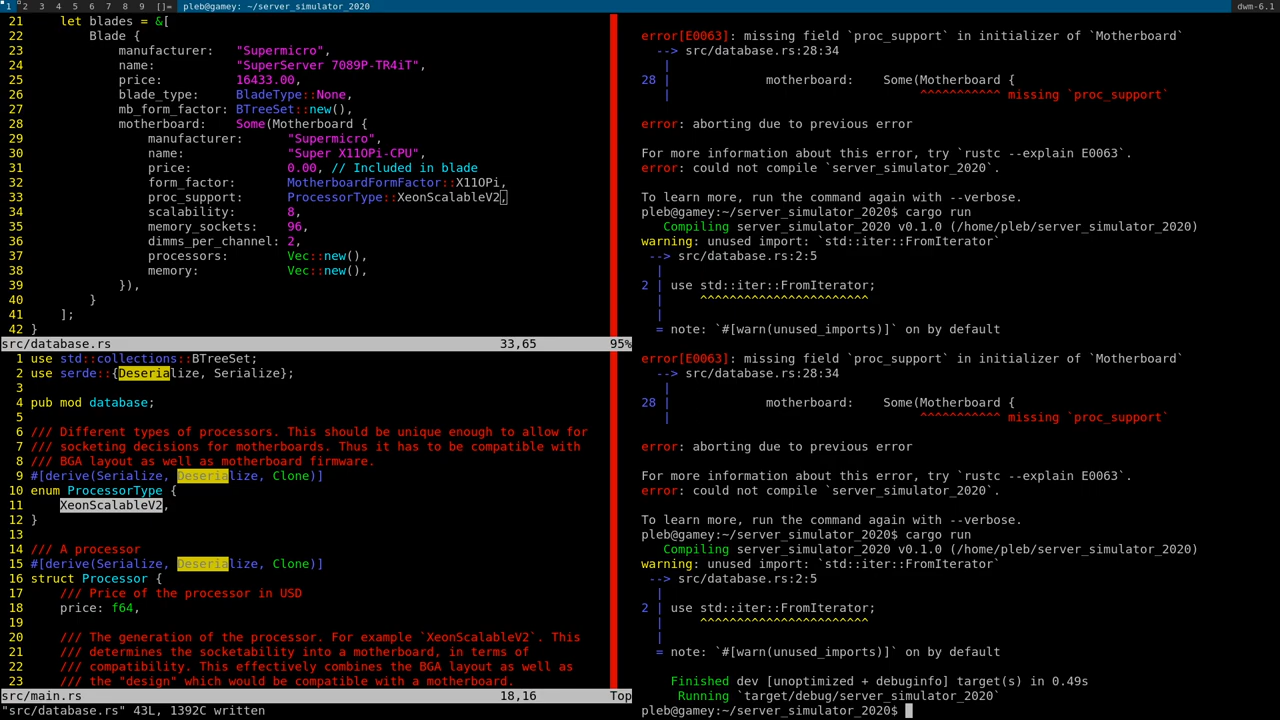 1 2 3 4 5 6 7 8 9 []= pleb@gamey: ~/server_simulator_2020 dwm-6.1
21     let blades = &[
22         Blade {
23             manufacturer:   "Supermicro",
24             name:           "SuperServer 7089P-TR4iT",
25             price:          16433.00,
26             blade_type:     BladeType::None,
27             mb_form_factor: BTreeSet::new(),
28             motherboard:    Some(Motherboard {
29                 manufacturer:      "Supermicro",
30                 name:              "Super X11OPi-CPU",
31                 price:             0.00, // Included in blade
32                 form_factor:       MotherboardFormFactor::X11OPi,
33                 proc_support:      ProcessorType::XeonScalableV2,
34                 scalability:       8,
35                 memory_sockets:    96,
36                 dimms_per_channel: 2,
37                 processors:        Vec::new(),
38                 memory:            Vec::new(),
39             }),
40         }
41     ];
42 }
src/database.rs 33,65 95%
1 use std::collections::BTreeSet;
2 use serde::{Deserialize, Serialize};
3
4 pub mod database;
5
6 /// Different types of processors. This should be unique enough to allow for
7 /// socketing decisions for motherboards. Thus it has to be compatible with
8 /// BGA layout as well as motherboard firmware.
9 #[derive(Serialize, Deserialize, Clone)]
10 enum ProcessorType {
11     XeonScalableV2,
12 }
13
14 /// A processor
15 #[derive(Serialize, Deserialize, Clone)]
16 struct Processor {
17     /// Price of the processor in USD
18     price: f64,
19
20     /// The generation of the processor. For example `XeonScalableV2`. This
21     /// determines the socketability into a motherboard, in terms of
22     /// compatibility. This effectively combines the BGA layout as well as
23     /// the "design" which would be compatible with a motherboard.
src/main.rs 18,16 Top
"src/database.rs" 43L, 1392C written
error[E0063]: missing field `proc_support` in initializer of `Motherboard`
  --> src/database.rs:28:34
   |
28 |             motherboard:    Some(Motherboard {
   |                                  ^^^^^^^^^^^ missing `proc_support`
error: aborting due to previous error
For more information about this error, try `rustc --explain E0063`.
error: could not compile `server_simulator_2020`.
To learn more, run the command again with --verbose.
pleb@gamey:~/server_simulator_2020$ cargo run
   Compiling server_simulator_2020 v0.1.0 (/home/pleb/server_simulator_2020)
warning: unused import: `std::iter::FromIterator`
 --> src/database.rs:2:5
  |
2 | use std::iter::FromIterator;
  |     ^^^^^^^^^^^^^^^^^^^^^^^
  |
  = note: `#[warn(unused_imports)]` on by default
error[E0063]: missing field `proc_support` in initializer of `Motherboard`
  --> src/database.rs:28:34
   |
28 |             motherboard:    Some(Motherboard {
   |                                  ^^^^^^^^^^^ missing `proc_support`
error: aborting due to previous error
For more information about this error, try `rustc --explain E0063`.
error: could not compile `server_simulator_2020`.
To learn more, run the command again with --verbose.
pleb@gamey:~/server_simulator_2020$ cargo run
   Compiling server_simulator_2020 v0.1.0 (/home/pleb/server_simulator_2020)
warning: unused import: `std::iter::FromIterator`
 --> src/database.rs:2:5
  |
2 | use std::iter::FromIterator;
  |     ^^^^^^^^^^^^^^^^^^^^^^^
  |
  = note: `#[warn(unused_imports)]` on by default
    Finished dev [unoptimized + debuginfo] target(s) in 0.49s
     Running `target/debug/server_simulator_2020`
pleb@gamey:~/server_simulator_2020$